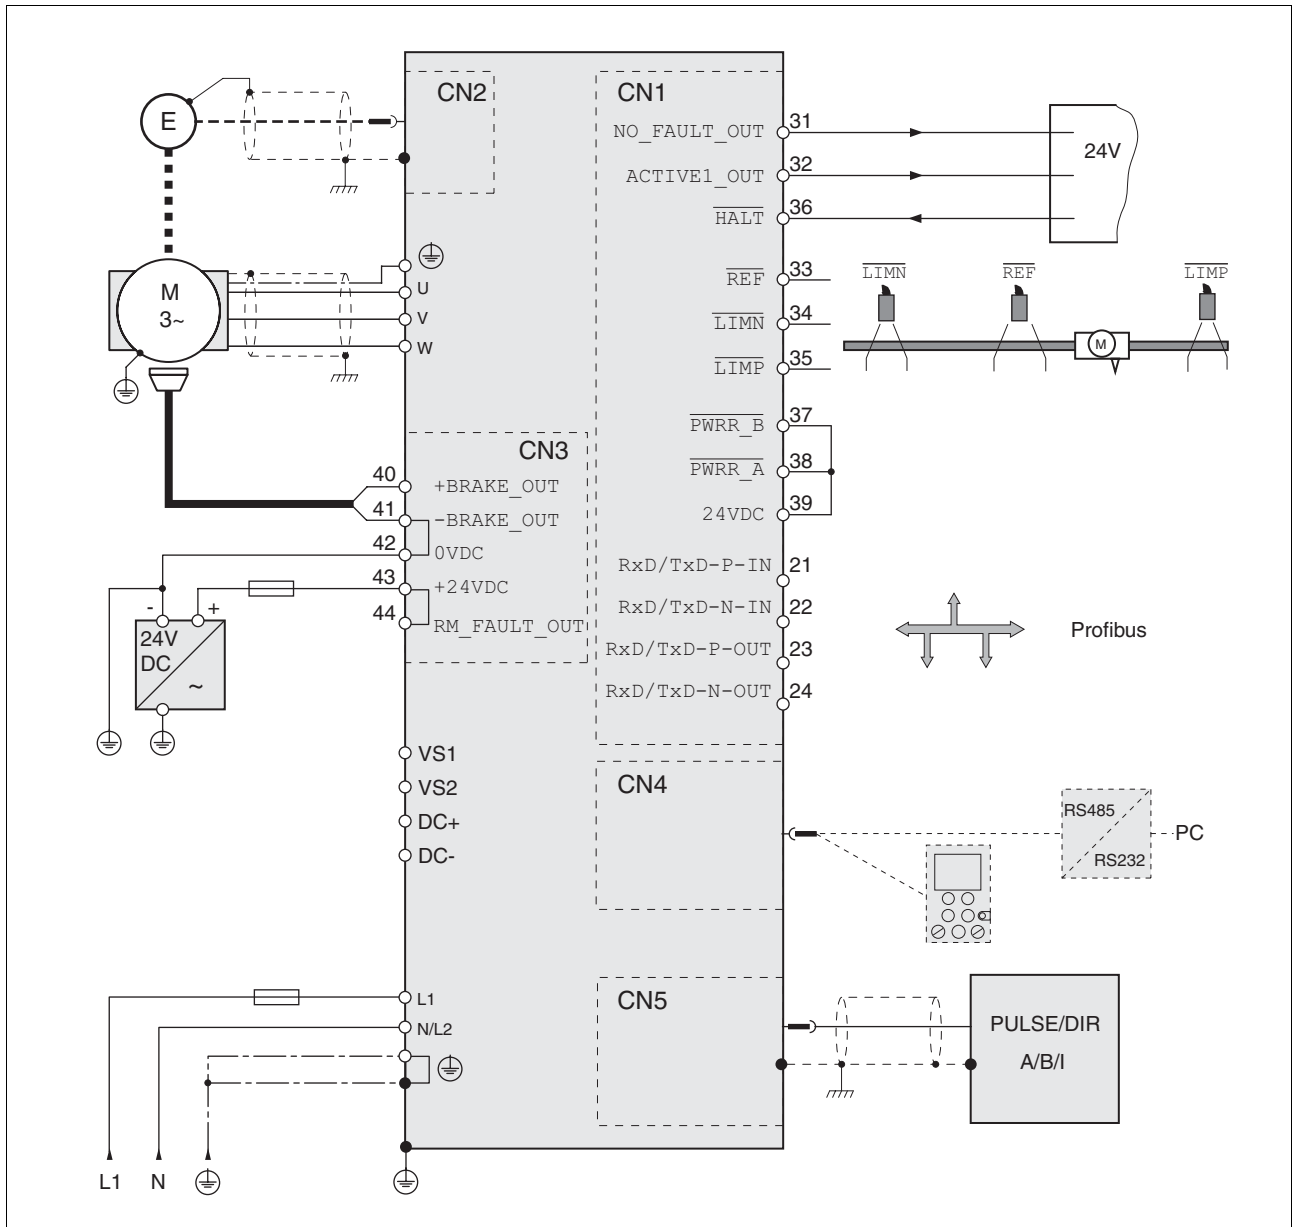 CN2
CN1
E
NO_FAULT_OUT 31
ACTIVE1_OUT 32
HALT 36
24V
M
3~
U
V
W
REF 33
LIMN 34
LIMP 35
LIMN REF LIMP
M
PWRR_B 37
PWRR_A 38
24VDC 39
CN3
40 +BRAKE_OUT
41 -BRAKE_OUT
42 0VDC
43 +24VDC
44 RM_FAULT_OUT
- +
24V
DC
~
RxD/TxD-P-IN 21
RxD/TxD-N-IN 22
RxD/TxD-P-OUT 23
RxD/TxD-N-OUT 24
Profibus
VS1
VS2
DC+
DC-
CN4
RS485
RS232
PC
L1
N/L2
CN5
PULSE/DIR
A/B/I
L1 N